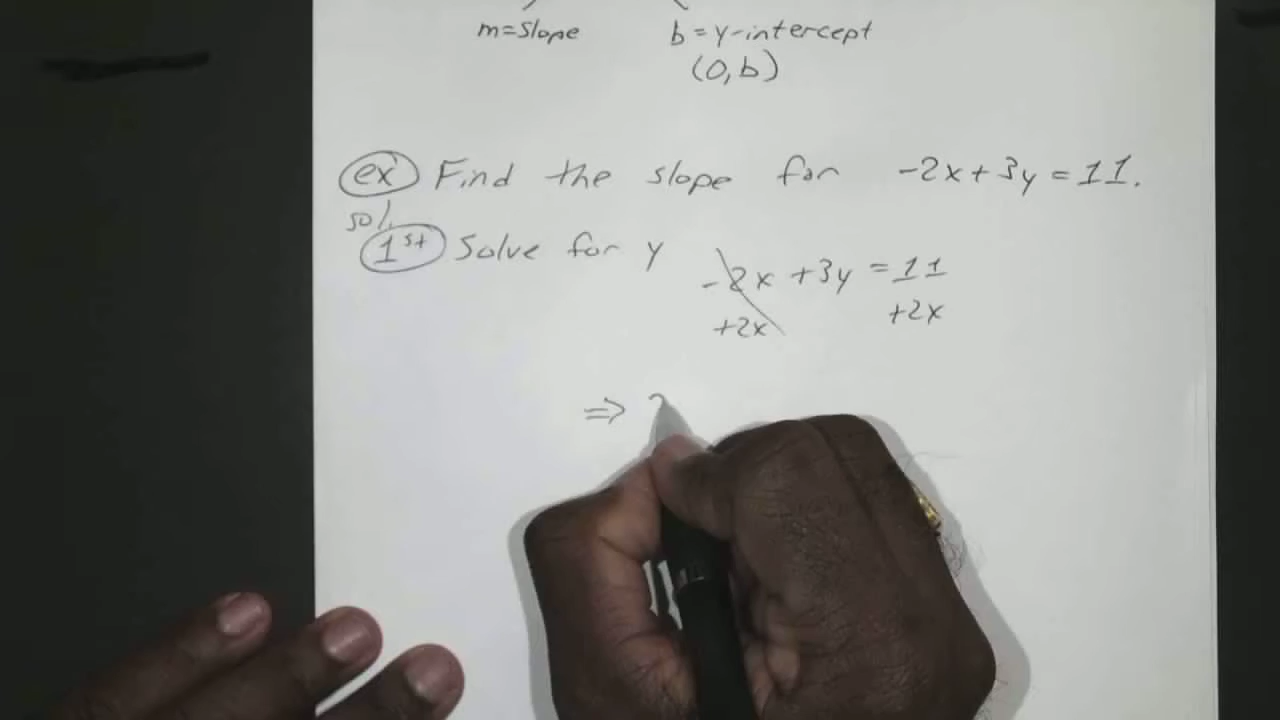 m=slope b=y-intercept
(0,b)
ex Find the slope for -2x+3y=11.
sol.
1st Solve for y -2x+3y=11
+2x +2x
⇒